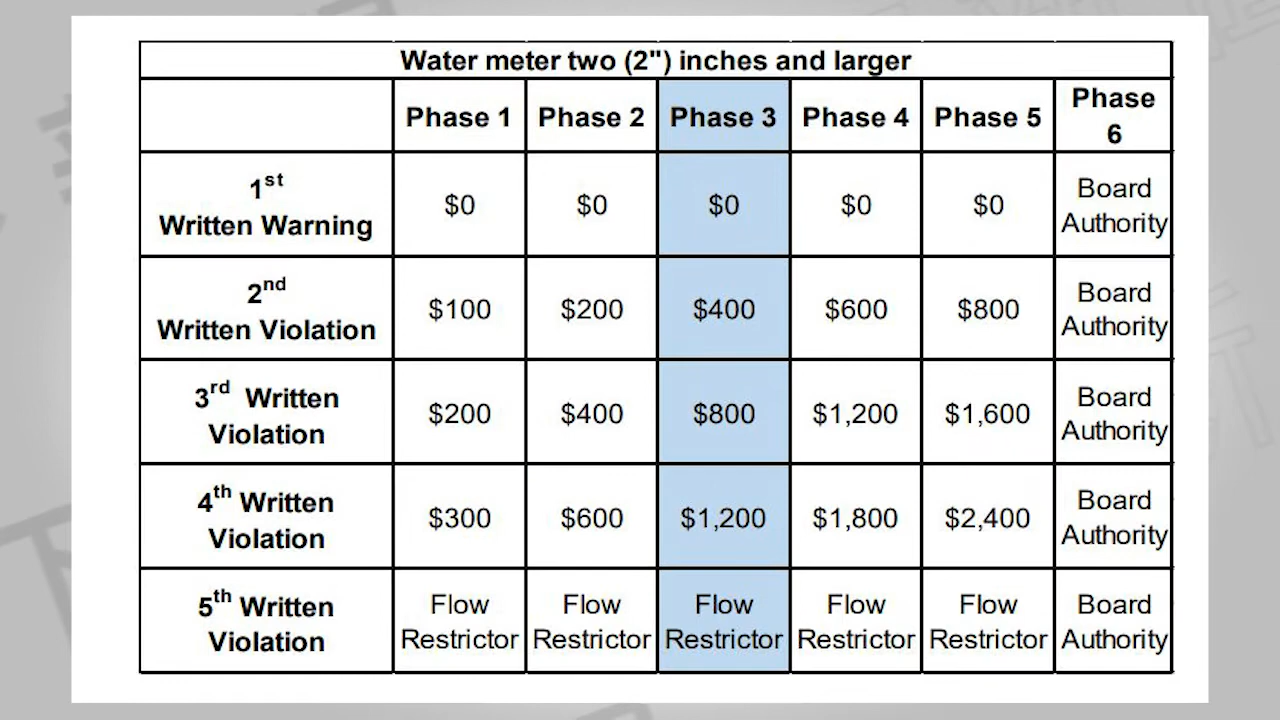 Water meter two (2") inches and larger
Phase 1 Phase 2 Phase 3 Phase 4 Phase 5 Phase 6
1st Written Warning $0 $0 $0 $0 $0 Board Authority
2nd Written Violation $100 $200 $400 $600 $800 Board Authority
3rd Written Violation $200 $400 $800 $1,200 $1,600 Board Authority
4th Written Violation $300 $600 $1,200 $1,800 $2,400 Board Authority
5th Written Violation Flow Restrictor Flow Restrictor Flow Restrictor Flow Restrictor Flow Restrictor Board Authority